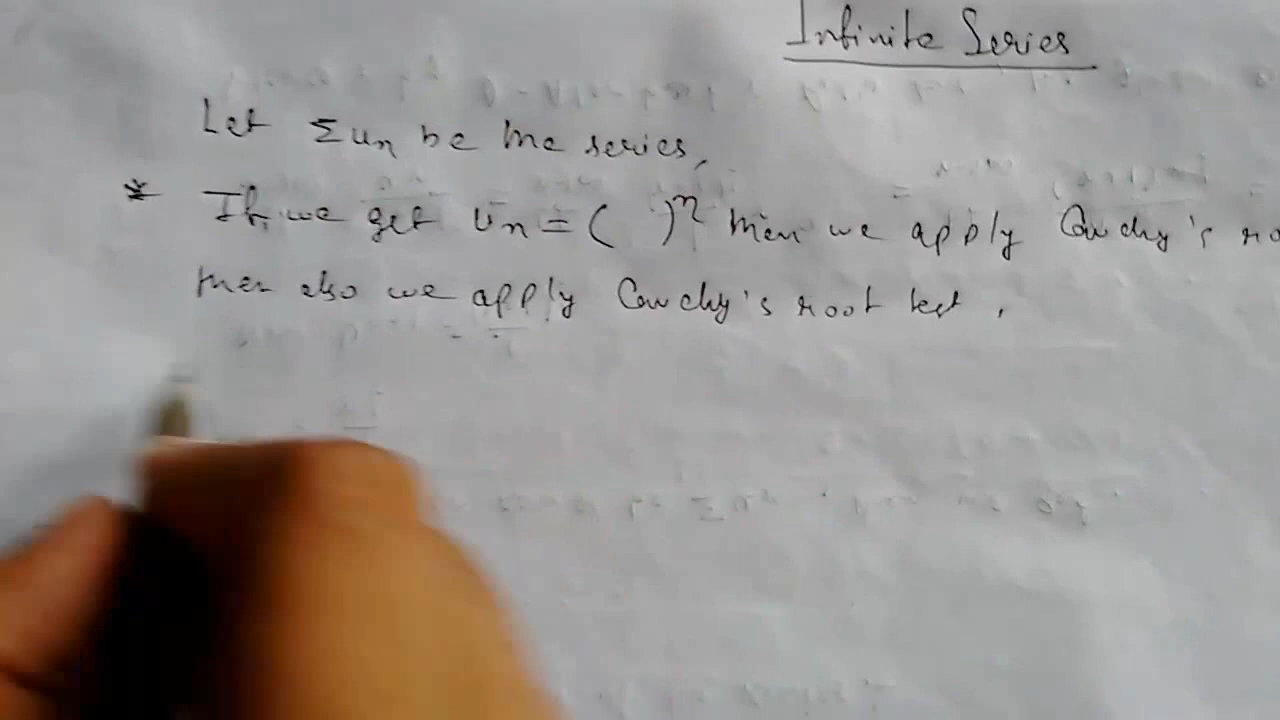 Infinite Series
Let Σun be the series,
* If we get Un = ( )^n then we apply Cauchy's
then also we apply Cauchy's root test.